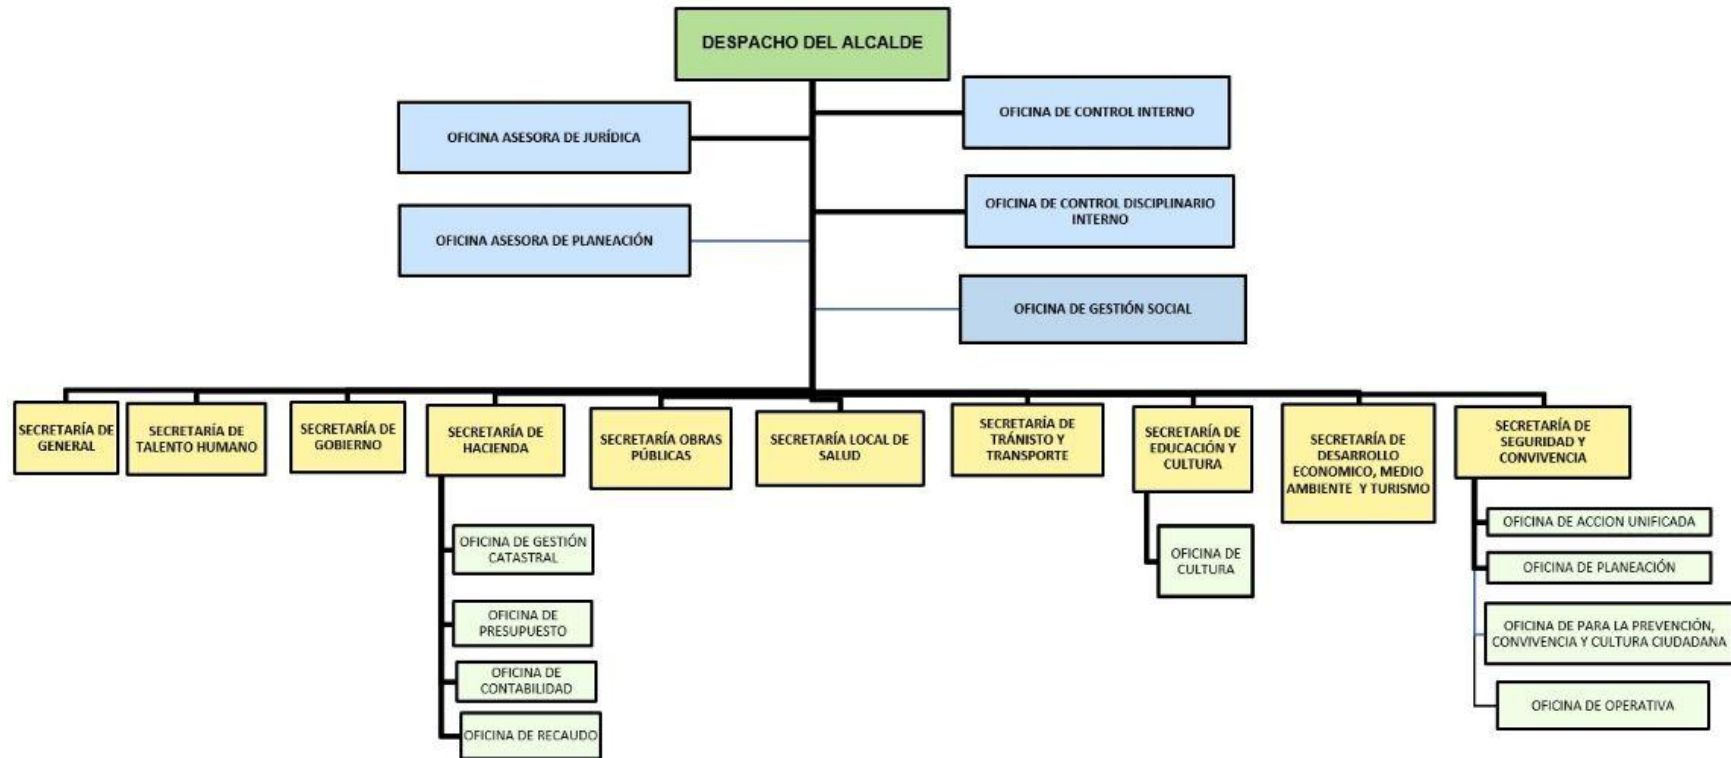 DESPACHO DEL ALCALDE
OFICINA ASESORA DE JURÍDICA
OFICINA DE CONTROL INTERNO
OFICINA ASESORA DE PLANEACIÓN
OFICINA DE CONTROL DISCIPLINARIO
INTERNO
OFICINA DE GESTIÓN SOCIAL
SECRETARÍA DE
GENERAL
SECRETARÍA DE
TALENTO HUMANO
SECRETARÍA DE
GOBIERNO
SECRETARÍA DE
HACIENDA
SECRETARÍA OBRAS
PÚBLICAS
SECRETARÍA LOCAL DE
SALUD
SECRETARÍA DE
TRÁNISTO Y
TRANSPORTE
SECRETARÍA DE
EDUCACIÓN Y
CULTURA
SECRETARÍA DE
DESARROLLO
ECONOMICO, MEDIO
AMBIENTE Y TURISMO
SECRETARÍA DE
SEGURIDAD Y
CONVIVENCIA
OFICINA DE GESTIÓN
CATASTRAL
OFICINA DE
PRESUPUESTO
OFICINA DE
CONTABILIDAD
OFICINA DE RECAUDO
OFICINA DE
CULTURA
OFICINA DE ACCION UNIFICADA
OFICINA DE PLANEACIÓN
OFICINA DE PARA LA PREVENCIÓN,
CONVIVENCIA Y CULTURA CIUDADANA
OFICINA DE OPERATIVA